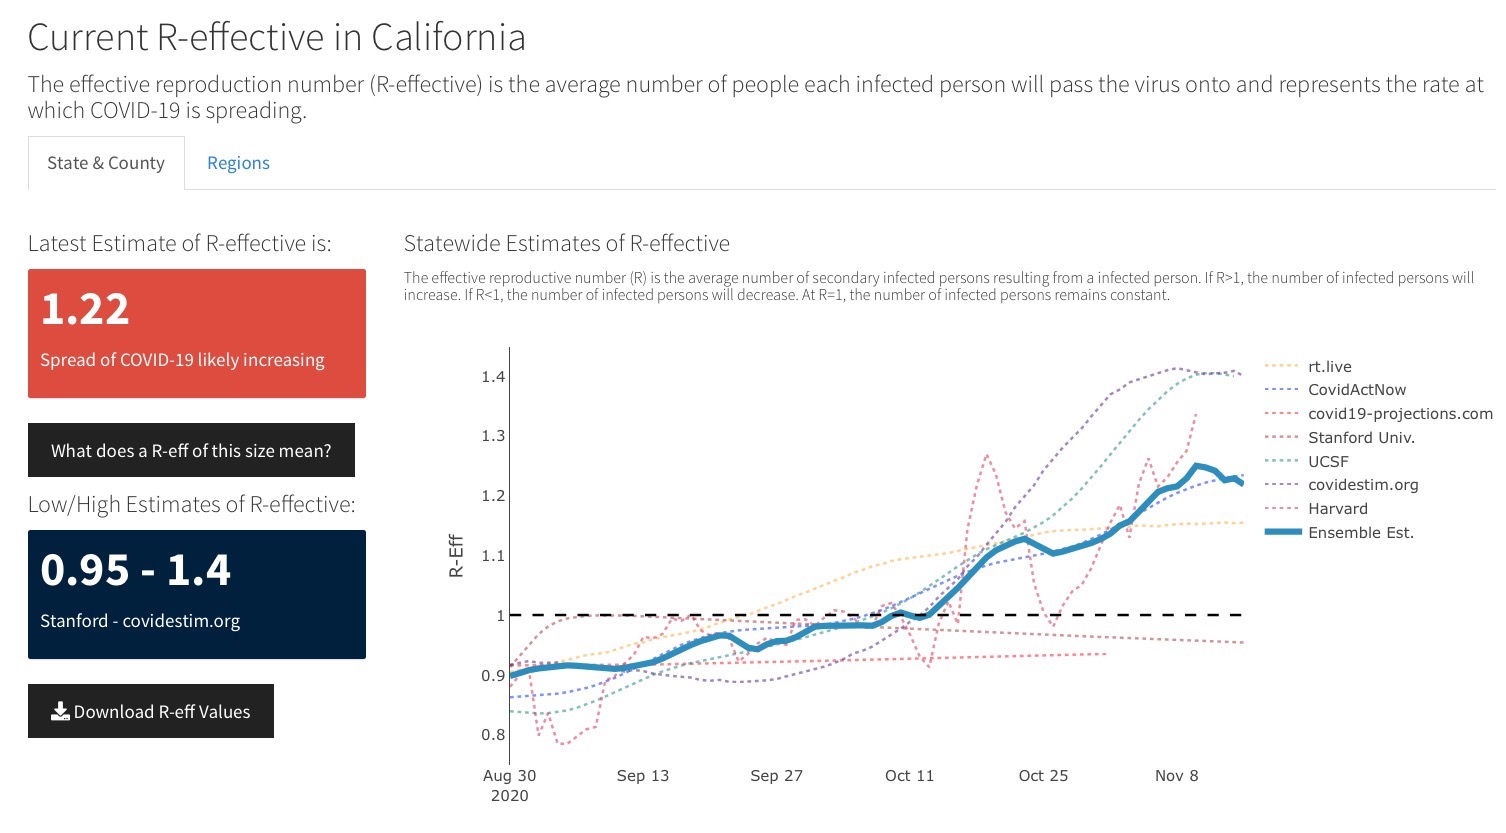 Current R-effective in California
The effective reproduction number (R-effective) is the average number of people each infected person will pass the virus onto and represents the rate at
which COVID-19 is spreading.
State & County
Regions
Latest Estimate of R-effective is:
1.22
Spread of COVID-19 likely increasing
What does a R-eff of this size mean?
Low/High Estimates of R-effective:
0.95 - 1.4
Stanford - covidestim.org
Download R-eff Values
Statewide Estimates of R-effective
The effective reproductive number (R) is the average number of secondary infected persons resulting from a infected person. If R>1, the number of infected persons will
increase. If R<1, the number of infected persons will decrease. At R=1, the number of infected persons remains constant.
R-Eff
1.4
1.3
1.2
1.1
1
0.9
0.8
Aug 30
2020
Sep 13
Sep 27
Oct 11
Oct 25
Nov 8
rt.live
CovidActNow
covid19-projections.com
Stanford Univ.
UCSF
covidestim.org
Harvard
Ensemble Est.